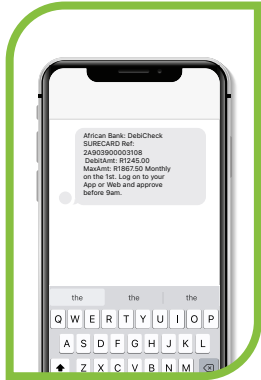 African Bank: DebiCheck
SURECARD Ref:
2A903900003108
DebitAmt: R1245.00
MaxAmt: R1867.50 Monthly
on the 1st. Log on to your
App or Web and approve
before 9am.
the the the
Q W E R T Y U I O P
A S D F G H J K L
Z X C V B N M